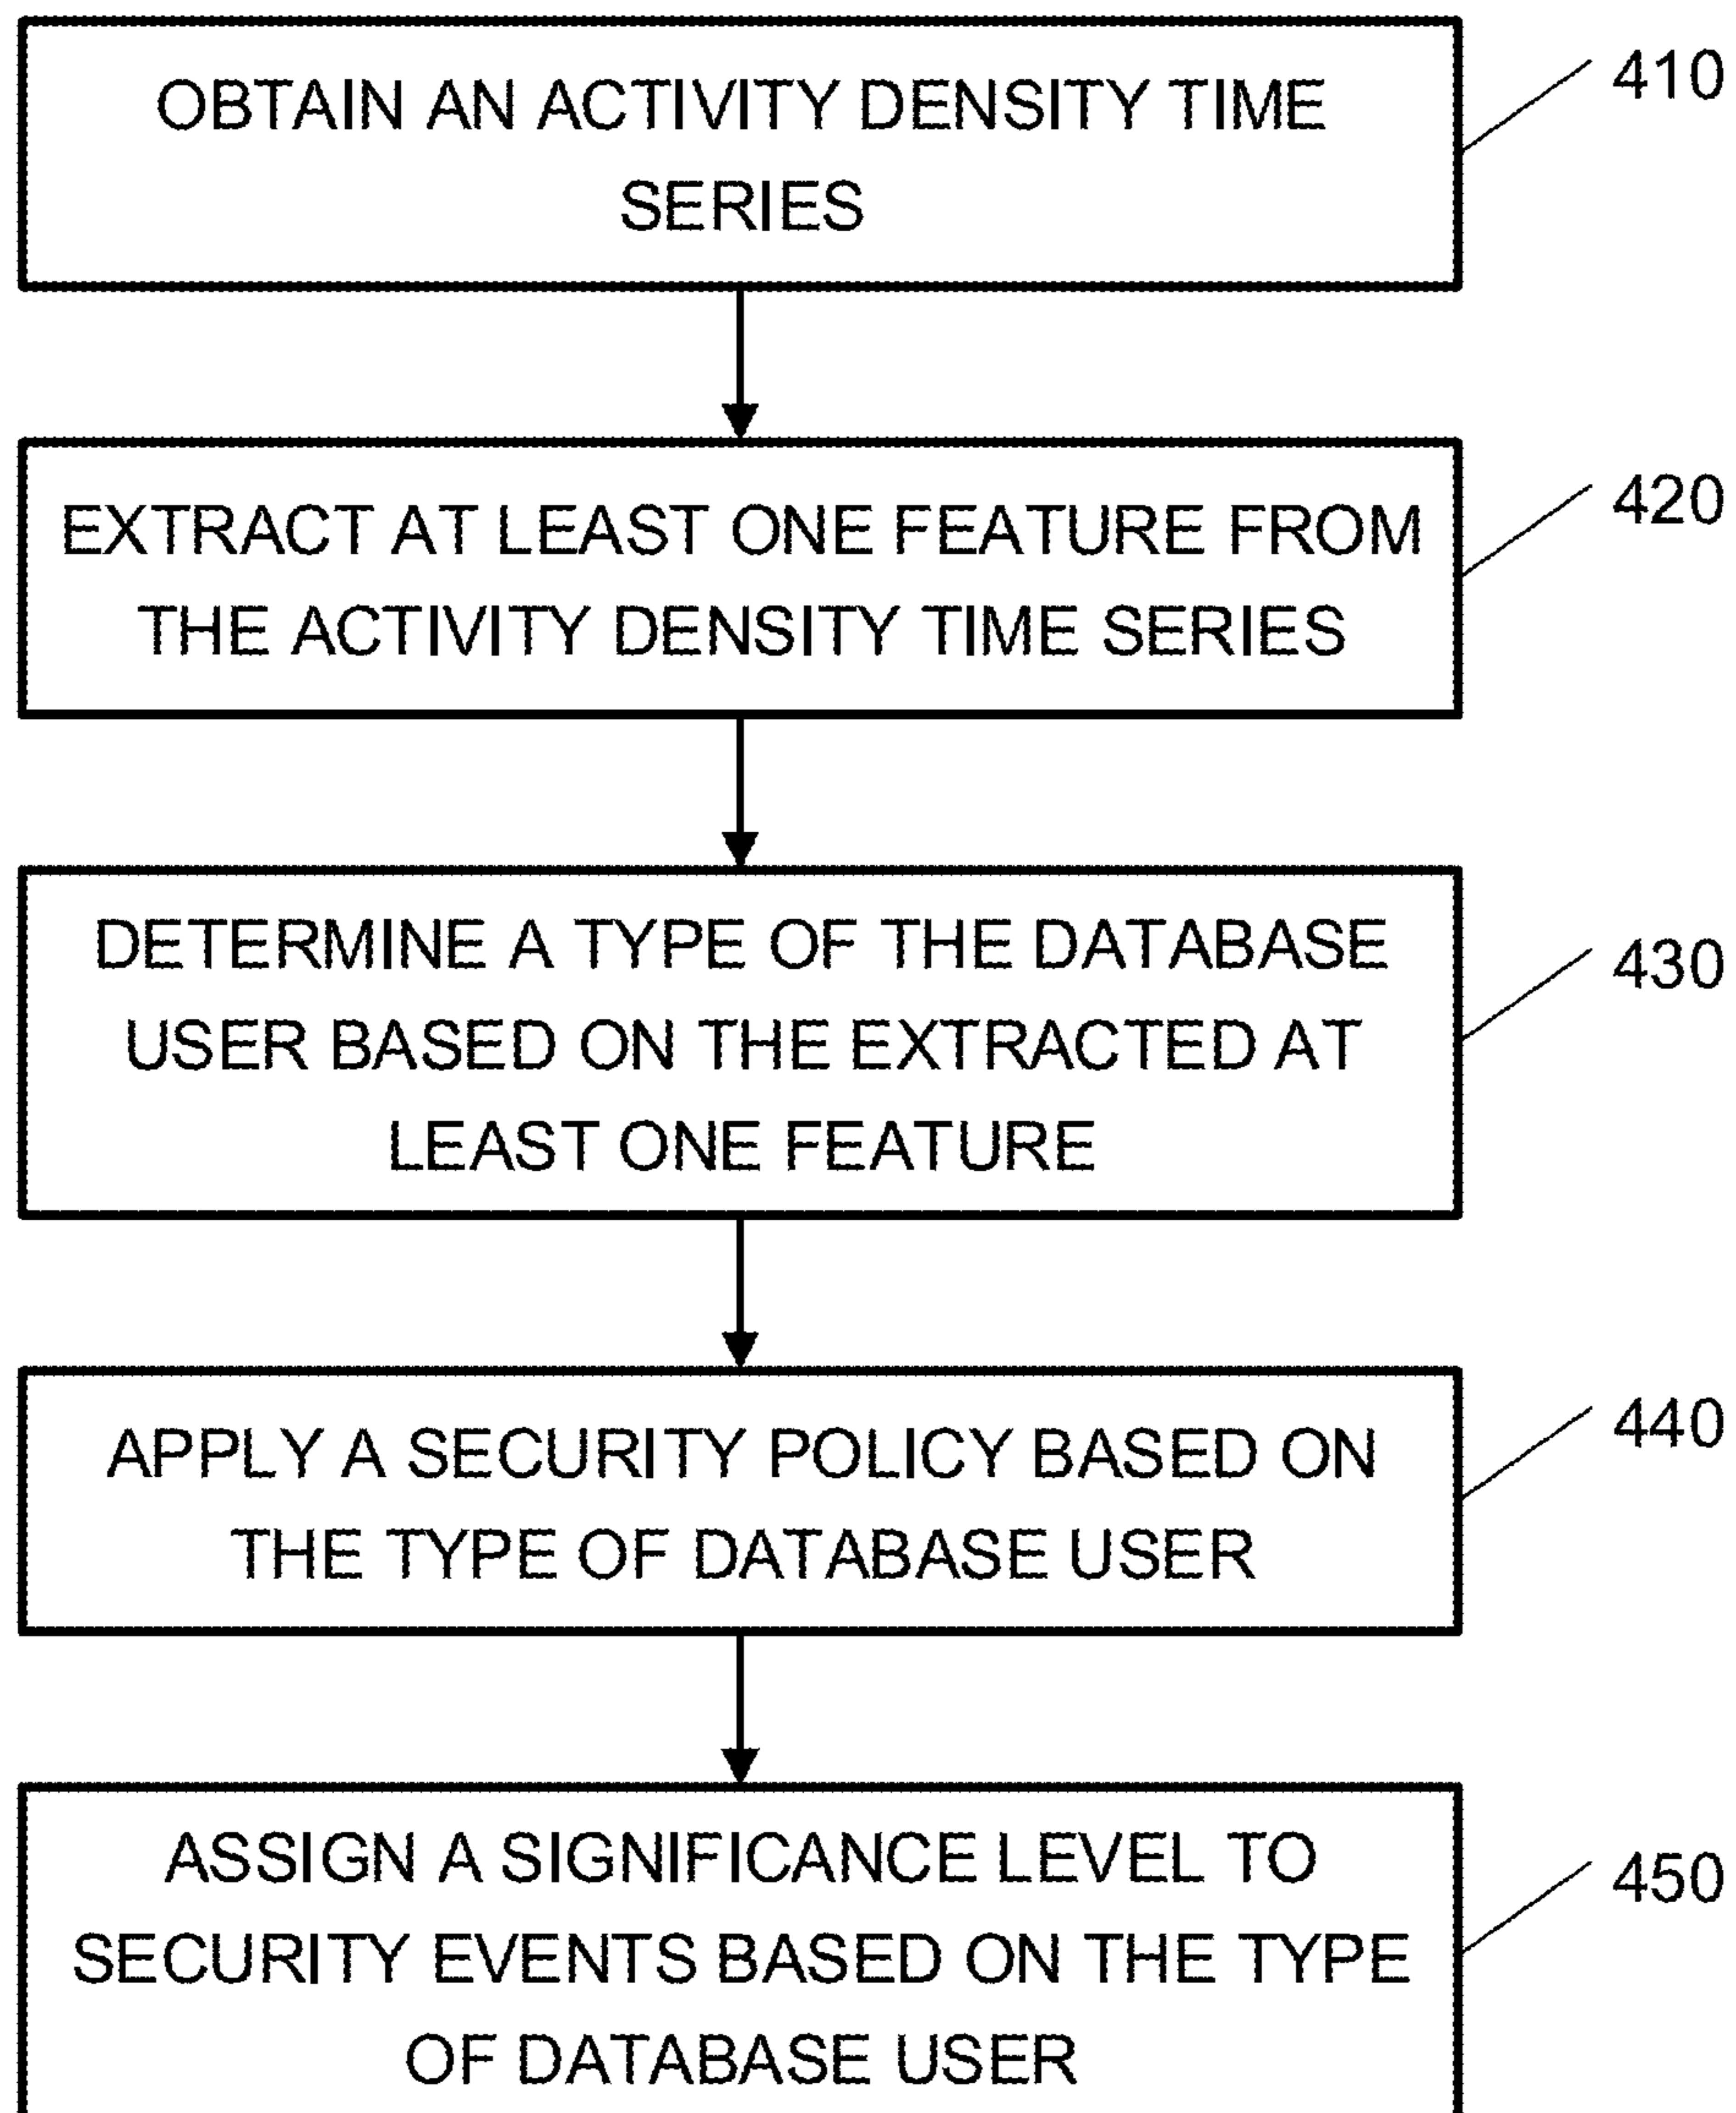 OBTAIN AN ACTIVITY DENSITY TIME
SERIES
410
EXTRACT AT LEAST ONE FEATURE FROM
THE ACTIVITY DENSITY TIME SERIES
420
DETERMINE A TYPE OF THE DATABASE
USER BASED ON THE EXTRACTED AT
LEAST ONE FEATURE
430
APPLY A SECURITY POLICY BASED ON
THE TYPE OF DATABASE USER
440
ASSIGN A SIGNIFICANCE LEVEL TO
SECURITY EVENTS BASED ON THE TYPE
OF DATABASE USER
450